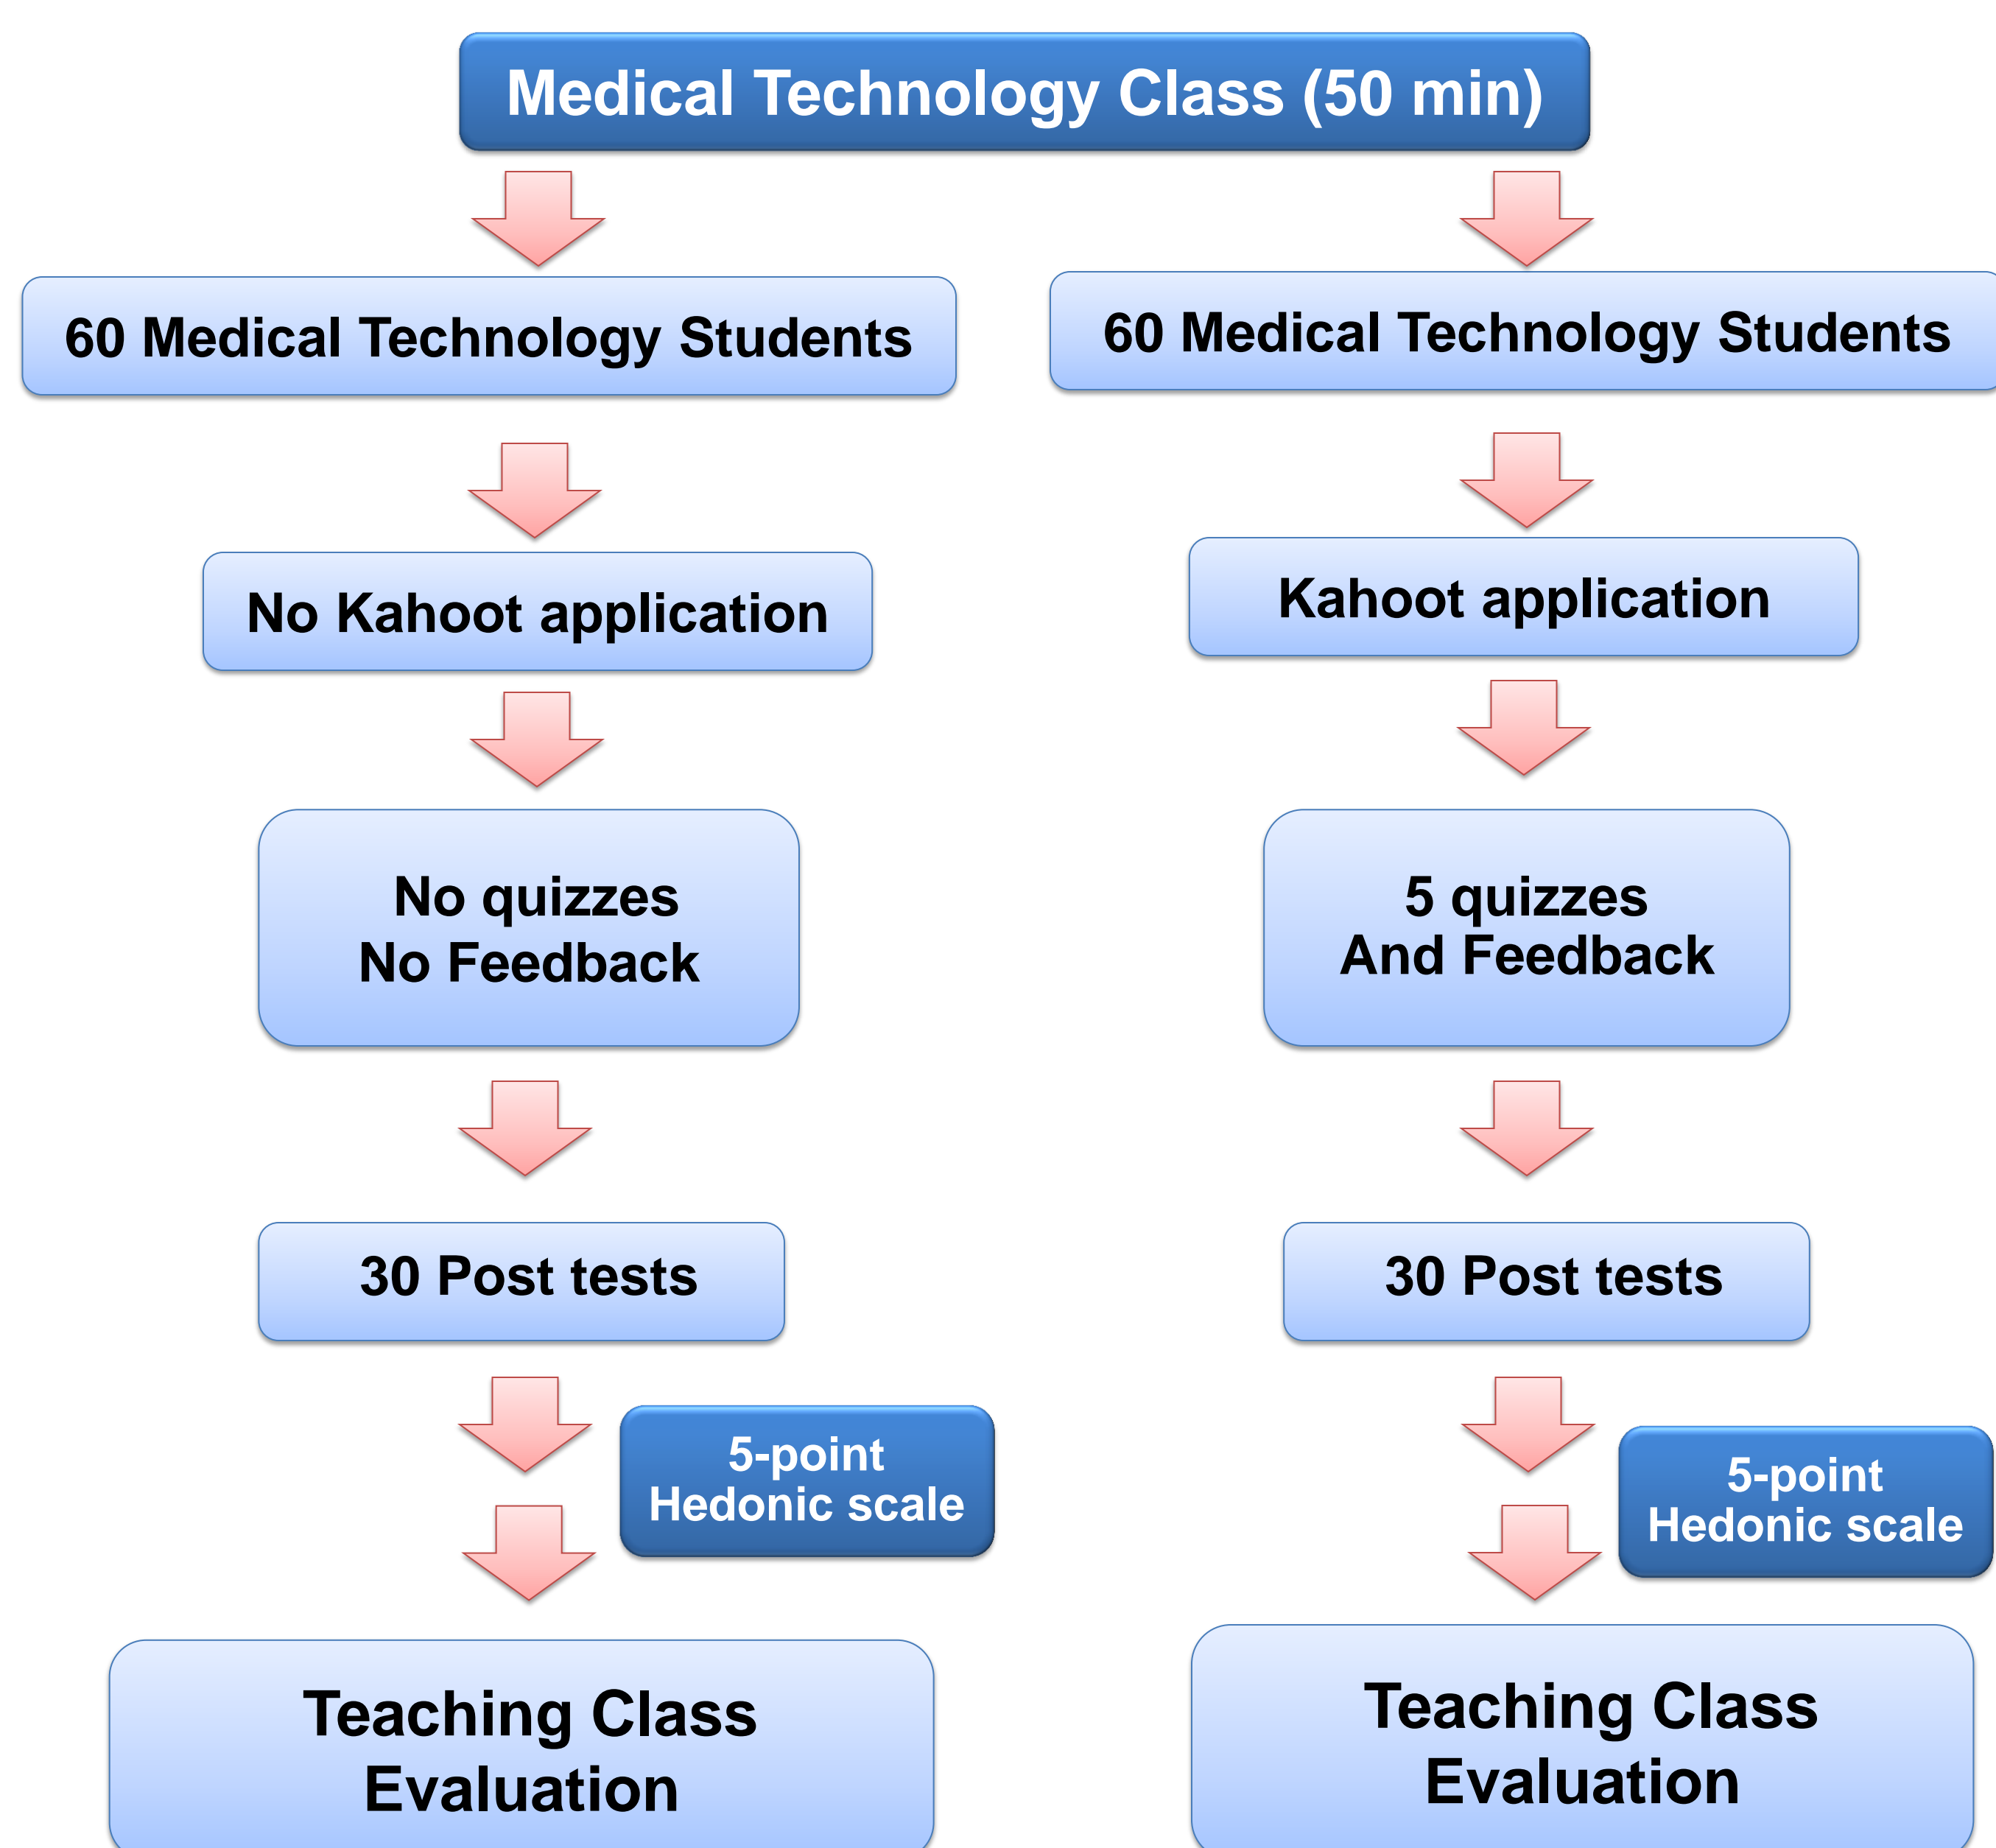 Medical Technology Class (50 min)
60 Medical Technology Students
60 Medical Technology Students
No Kahoot application
Kahoot application
No quizzes
No Feedback
5 quizzes
And Feedback
30 Post tests
30 Post tests
5-point
Hedonic scale
5-point
Hedonic scale
Teaching Class
Evaluation
Teaching Class
Evaluation